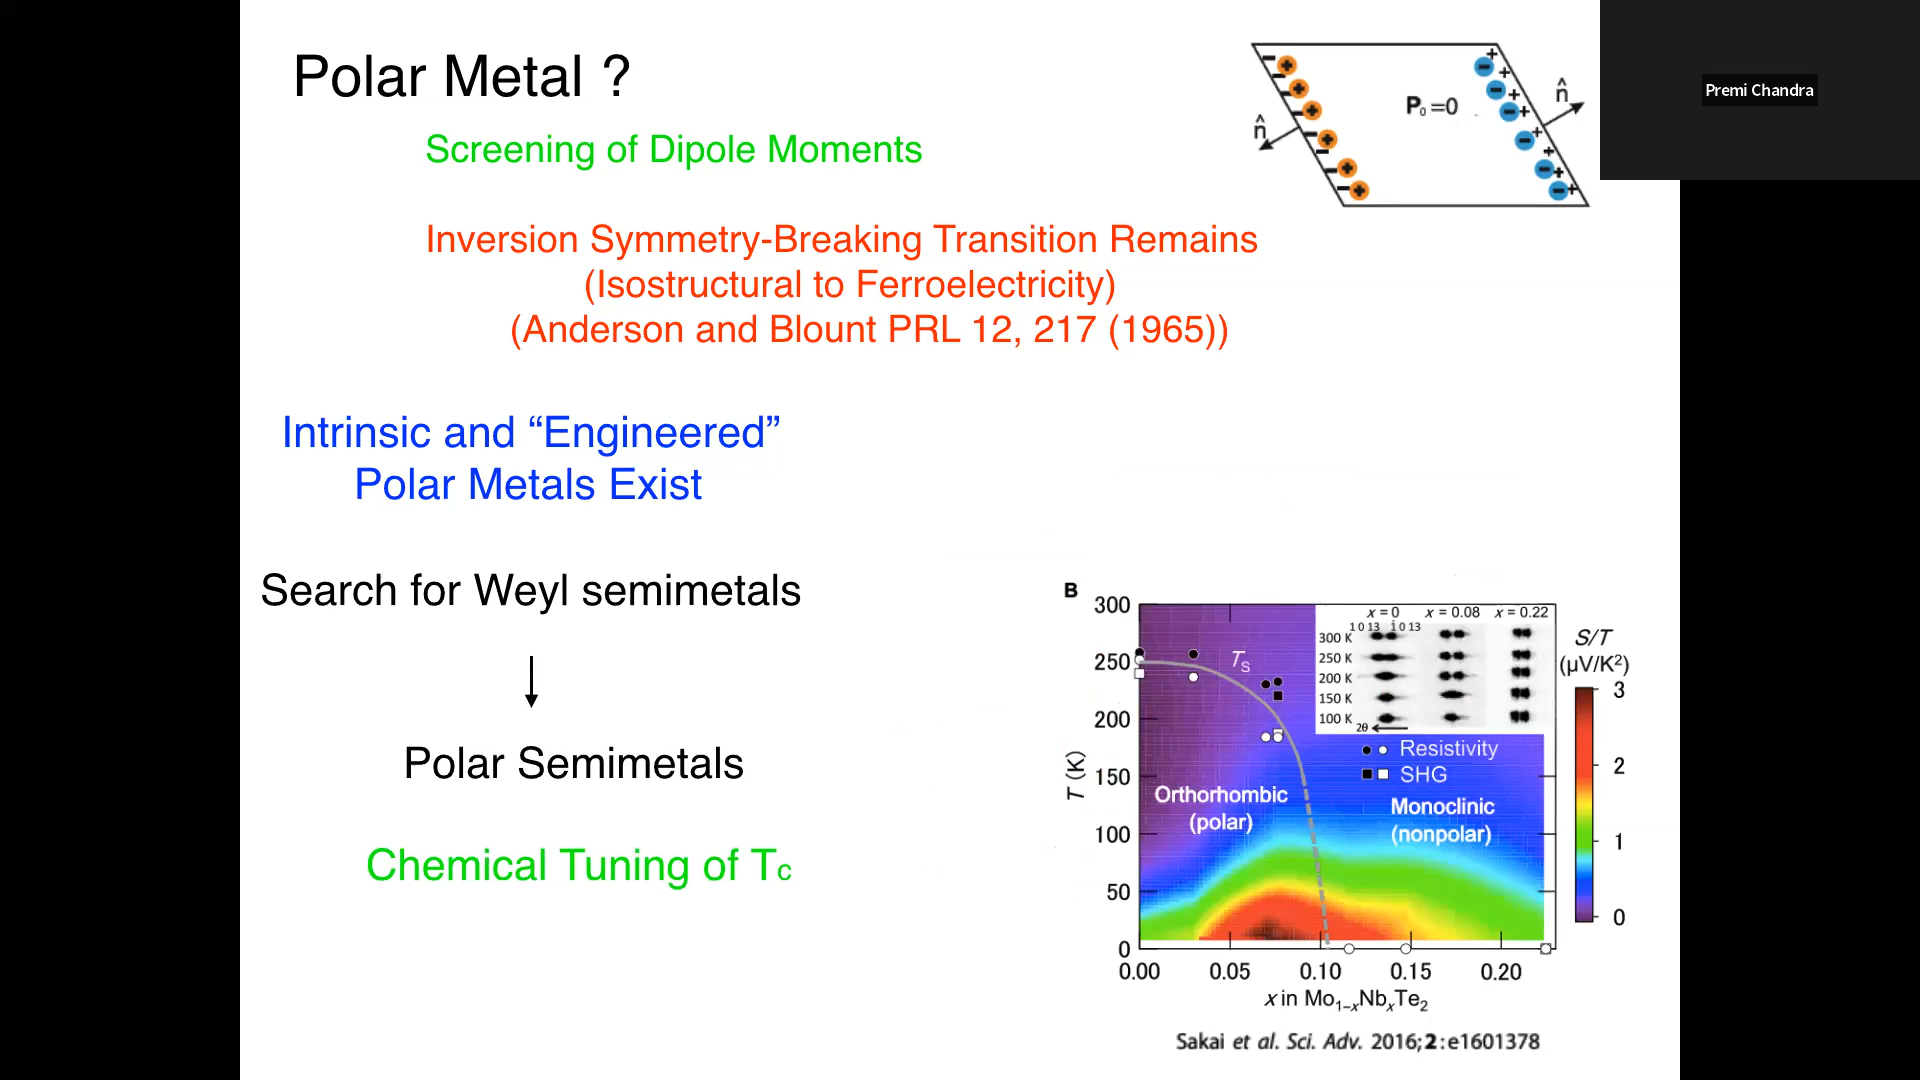 Polar Metal ?
Screening of Dipole Moments
Inversion Symmetry-Breaking Transition Remains
(Isostructural to Ferroelectricity)
(Anderson and Blount PRL 12, 217 (1965))
Intrinsic and “Engineered”
Polar Metals Exist
Search for Weyl semimetals
Polar Semimetals
Chemical Tuning of Tc
n̂
P₀=0
n̂
Premi Chandra
B
300
250
200
150
100
50
0
T (K)
0.00 0.05 0.10 0.15 0.20
x in Mo₁₋ₓNbₓTe₂
T_S
Orthorhombic
(polar)
Monoclinic
(nonpolar)
Resistivity
SHG
x = 0 x = 0.08 x = 0.22
300 K
250 K
200 K
150 K
100 K
2θ
S/T
(μV/K²)
3
2
1
0
Sakai et al. Sci. Adv. 2016;2:e1601378